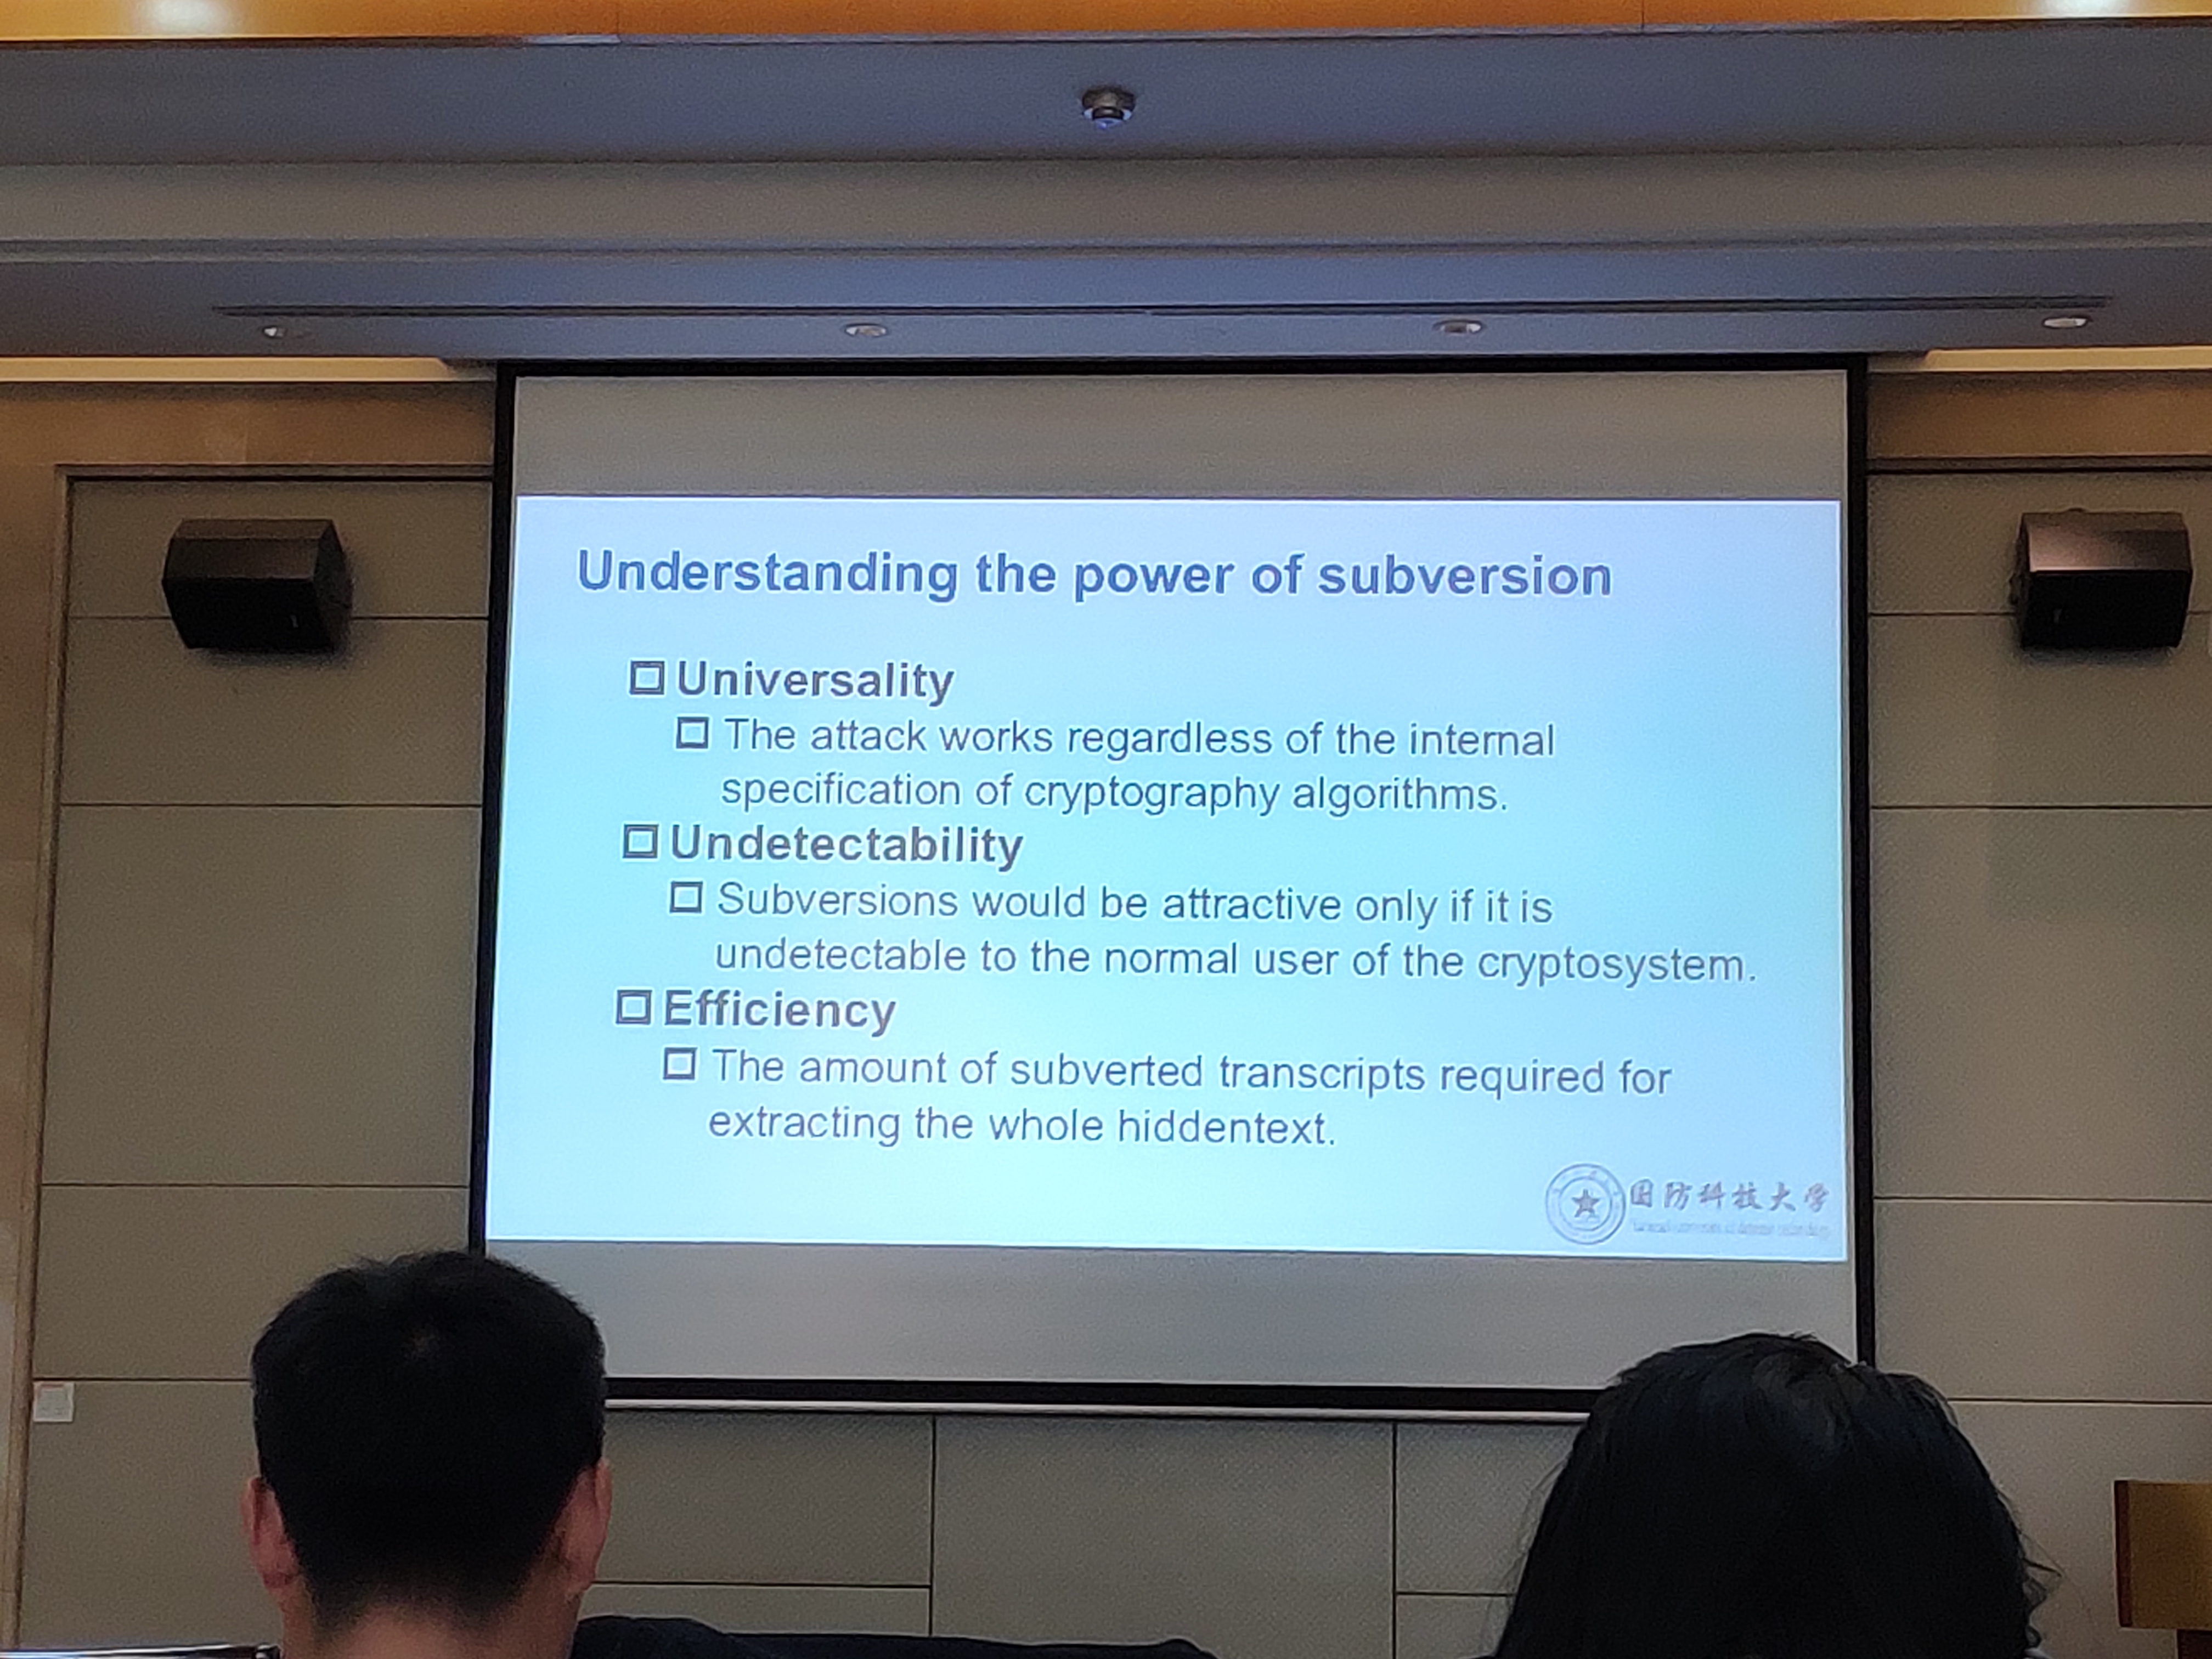 Understanding the power of subversion
Universality
The attack works regardless of the internal
specification of cryptography algorithms.
Undetectability
Subversions would be attractive only if it is
undetectable to the normal user of the cryptosystem.
Efficiency
The amount of subverted transcripts required for
extracting the whole hiddentext.
国防科技大学